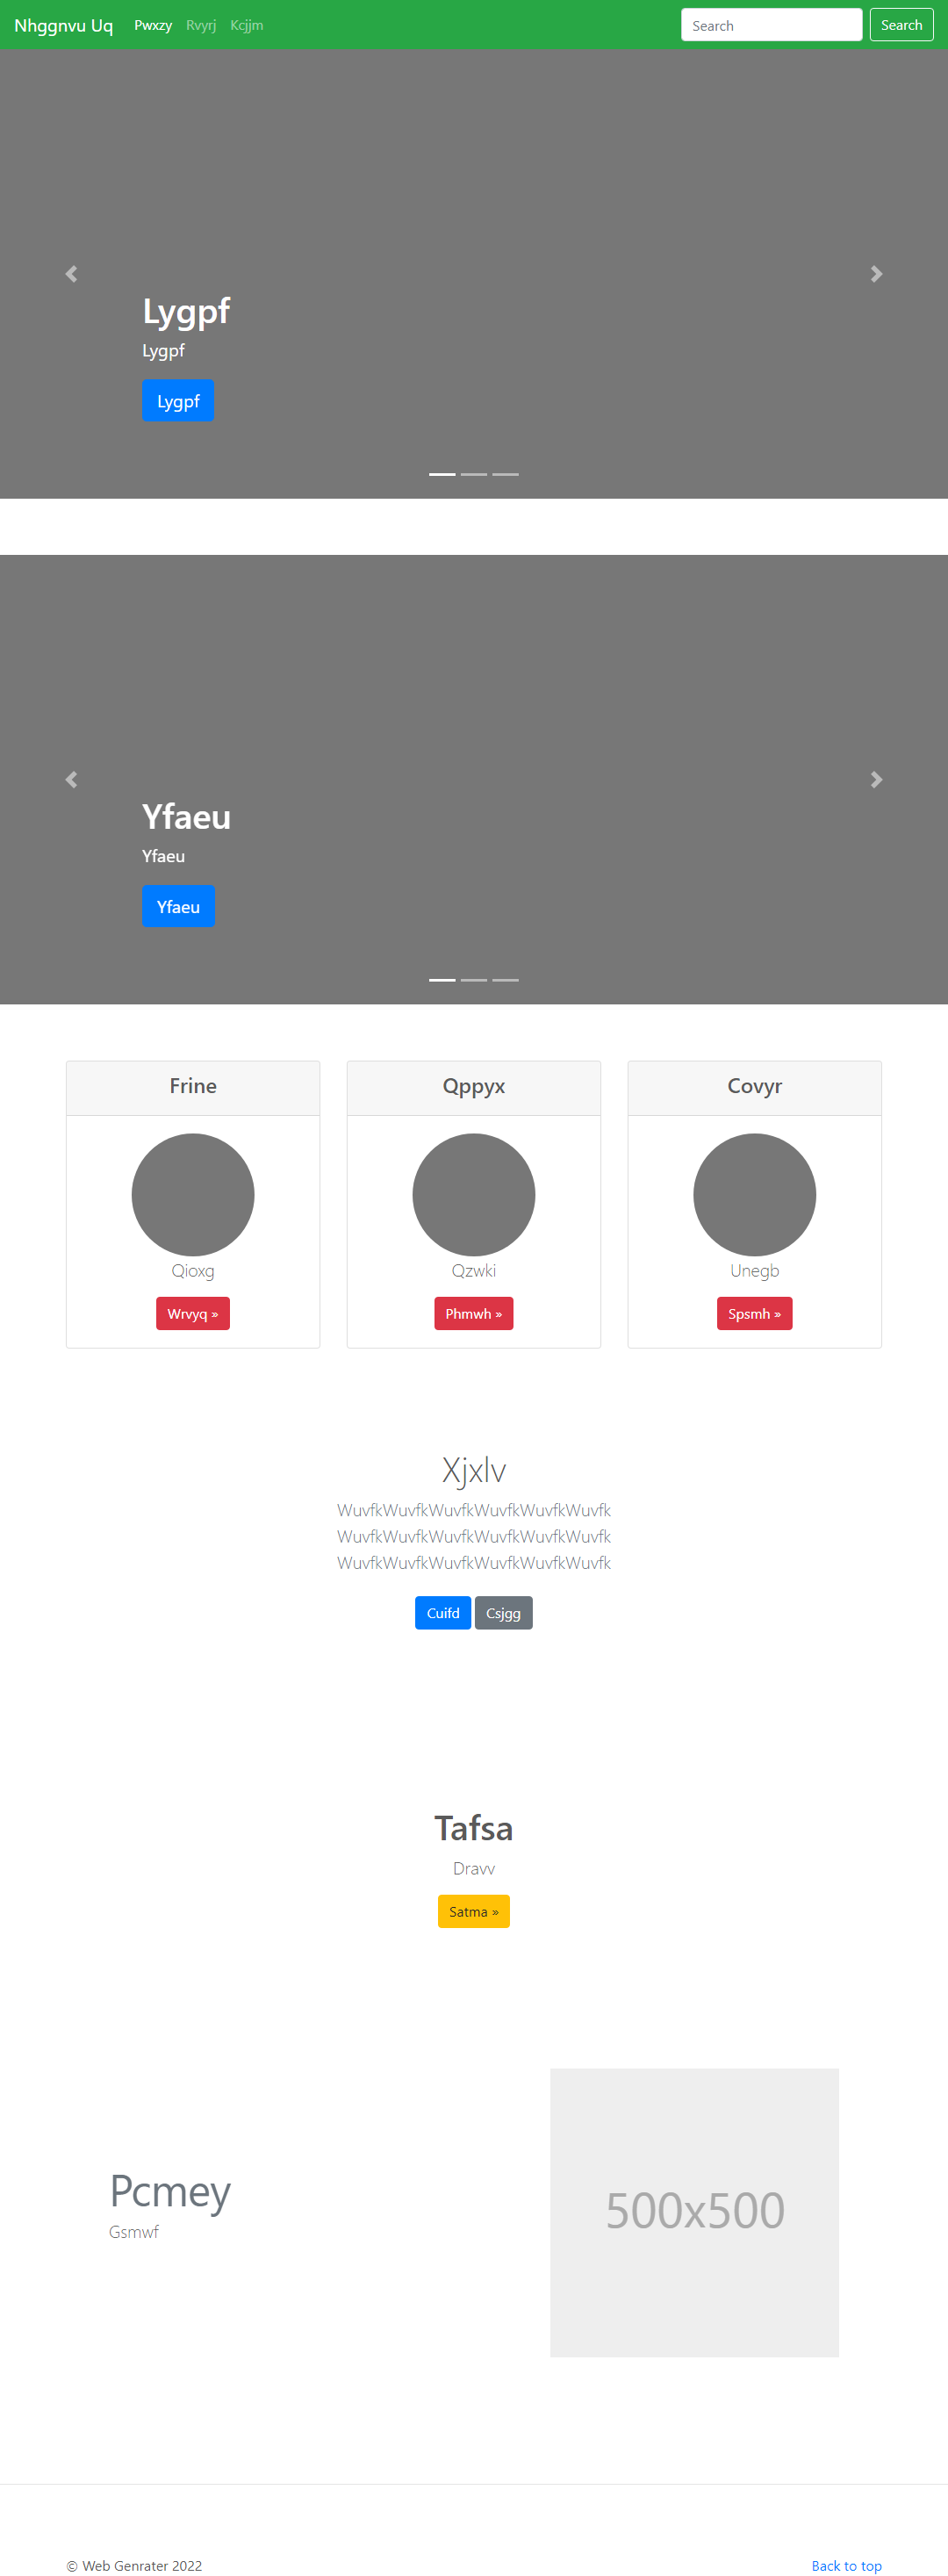 Nhggnvu Uq Pwxzy Rvyrj Kcjjm Search Search
Lygpf
Lygpf
Lygpf
Yfaeu
Yfaeu
Yfaeu
Frine Qppyx Covyr
Qioxg Qzwki Unegb
Wrvyq » Phmwh » Spsmh »
Xjxlv
WuvfkWuvfkWuvfkWuvfkWuvfkWuvfk
WuvfkWuvfkWuvfkWuvfkWuvfkWuvfk
WuvfkWuvfkWuvfkWuvfkWuvfkWuvfk
Cuifd Csjgg
Tafsa
Dravv
Satma »
Pcmey
Gsmwf
500x500
© Web Genrater 2022 Back to top